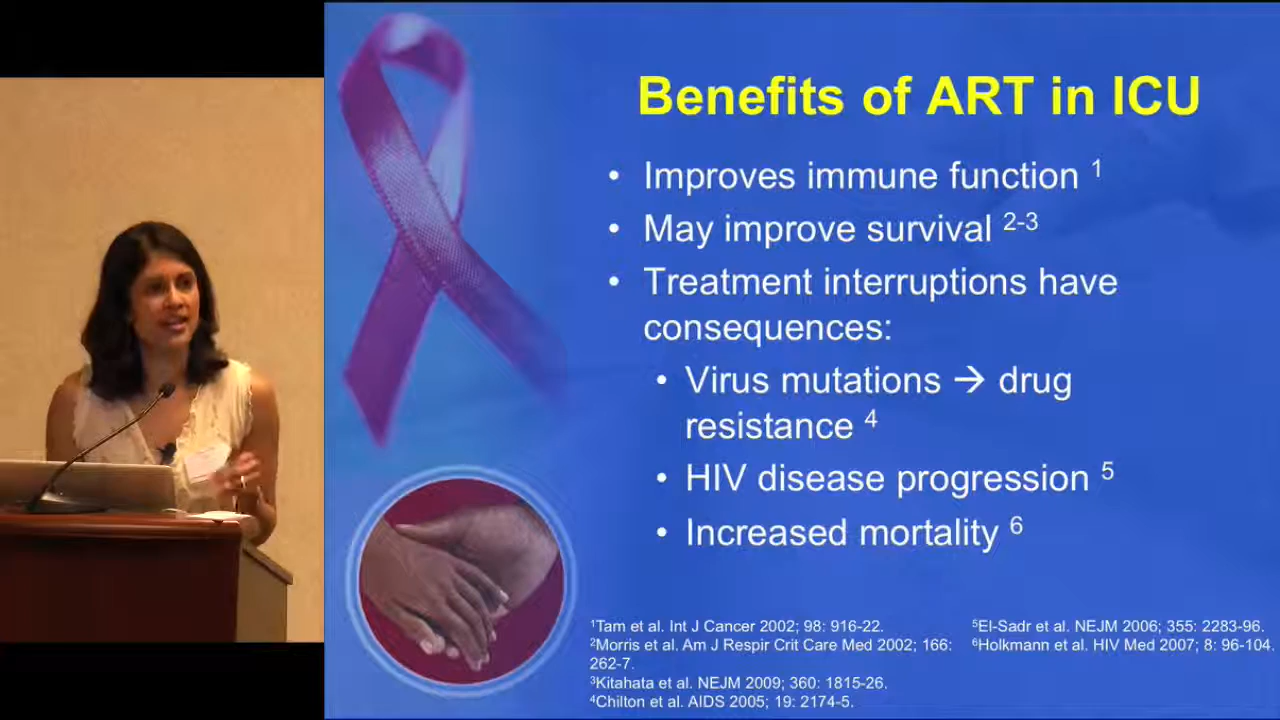 Benefits of ART in ICU
• Improves immune function ¹
• May improve survival ²⁻³
• Treatment interruptions have
consequences:
• Virus mutations → drug
resistance ⁴
• HIV disease progression ⁵
• Increased mortality ⁶
¹Tam et al. Int J Cancer 2002; 98: 916-22.
²Morris et al. Am J Respir Crit Care Med 2002; 166:
262-7.
³Kitahata et al. NEJM 2009; 360: 1815-26.
⁴Chilton et al. AIDS 2005; 19: 2174-5.
⁵El-Sadr et al. NEJM 2006; 355: 2283-96.
⁶Holkmann et al. HIV Med 2007; 8: 96-104.